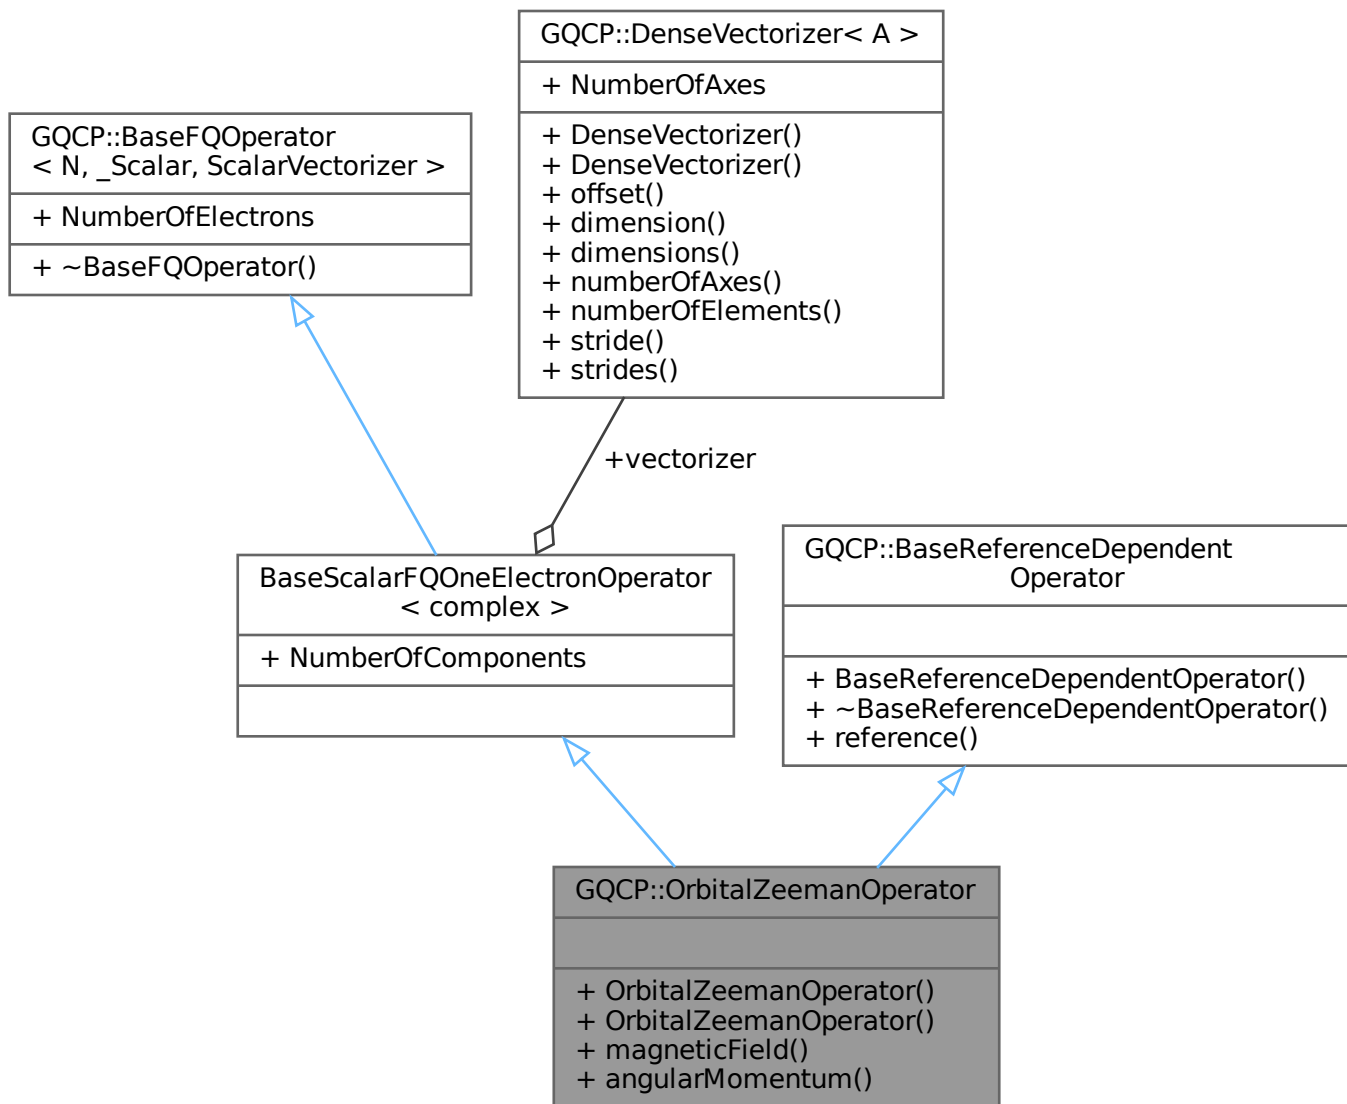 GQCP::DenseVectorizer< A >
+ NumberOfAxes
+ DenseVectorizer()
+ DenseVectorizer()
+ offset()
+ dimension()
+ dimensions()
+ numberOfAxes()
+ numberOfElements()
+ stride()
+ strides()
GQCP::BaseFQOperator
< N, _Scalar, ScalarVectorizer >
+ NumberOfElectrons
+ ~BaseFQOperator()
+vectorizer
BaseScalarFQOneElectronOperator
< complex >
+ NumberOfComponents
GQCP::BaseReferenceDependent
Operator
+ BaseReferenceDependentOperator()
+ ~BaseReferenceDependentOperator()
+ reference()
GQCP::OrbitalZeemanOperator
+ OrbitalZeemanOperator()
+ OrbitalZeemanOperator()
+ magneticField()
+ angularMomentum()